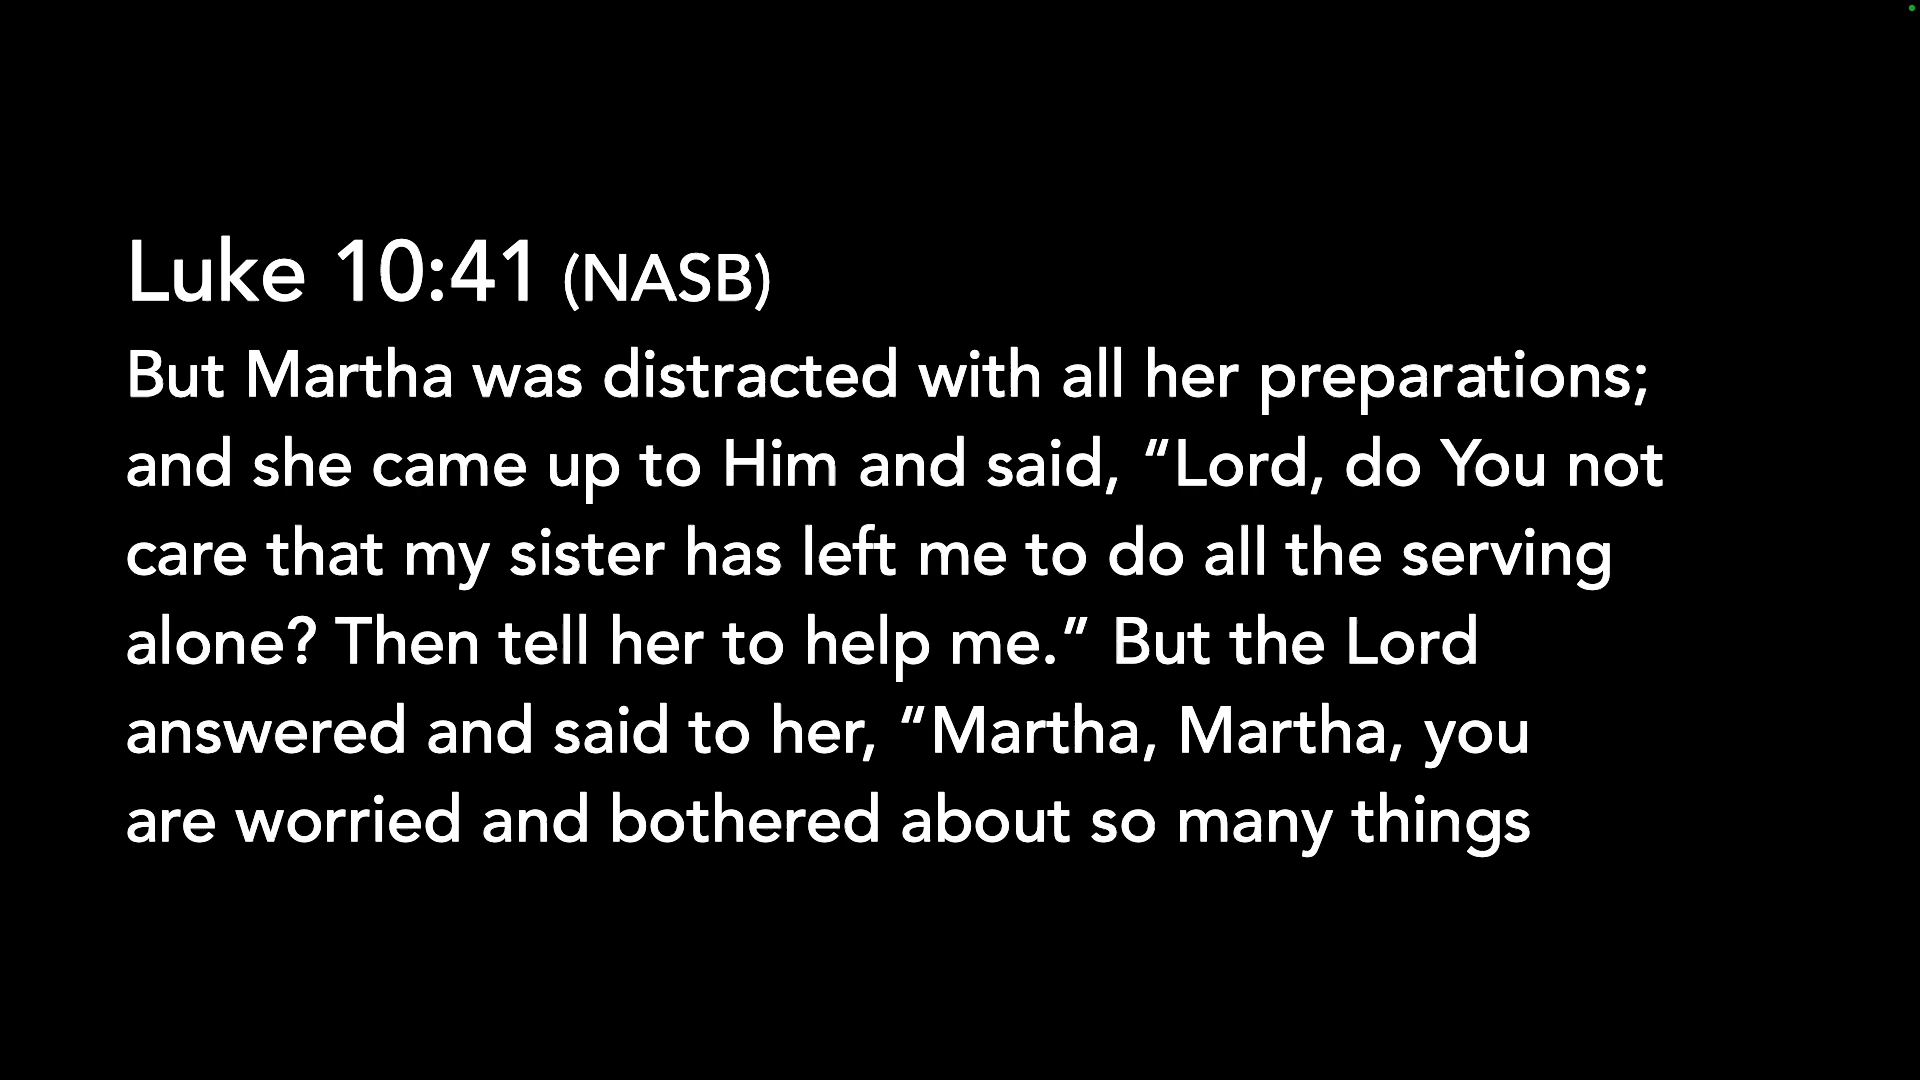 Luke 10:41 (NASB)
But Martha was distracted with all her preparations;
and she came up to Him and said, “Lord, do You not
care that my sister has left me to do all the serving
alone? Then tell her to help me.” But the Lord
answered and said to her, “Martha, Martha, you
are worried and bothered about so many things